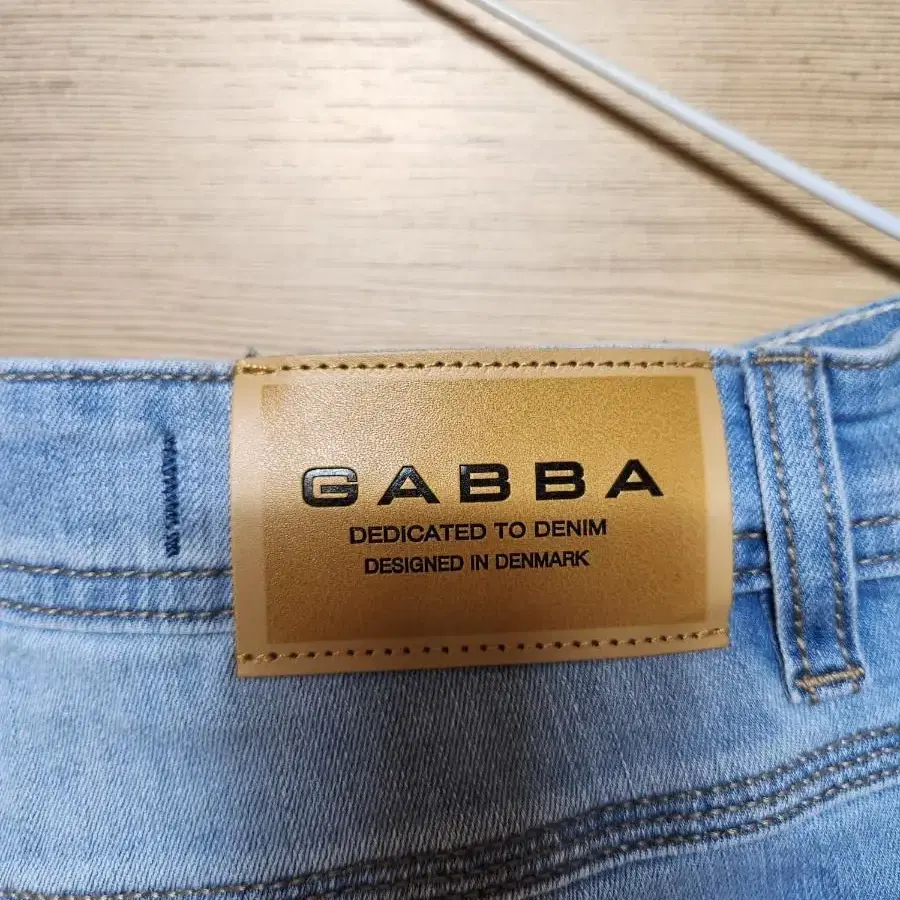 GABBA
DEDICATED TO DENIM
DESIGNED IN DENMARK